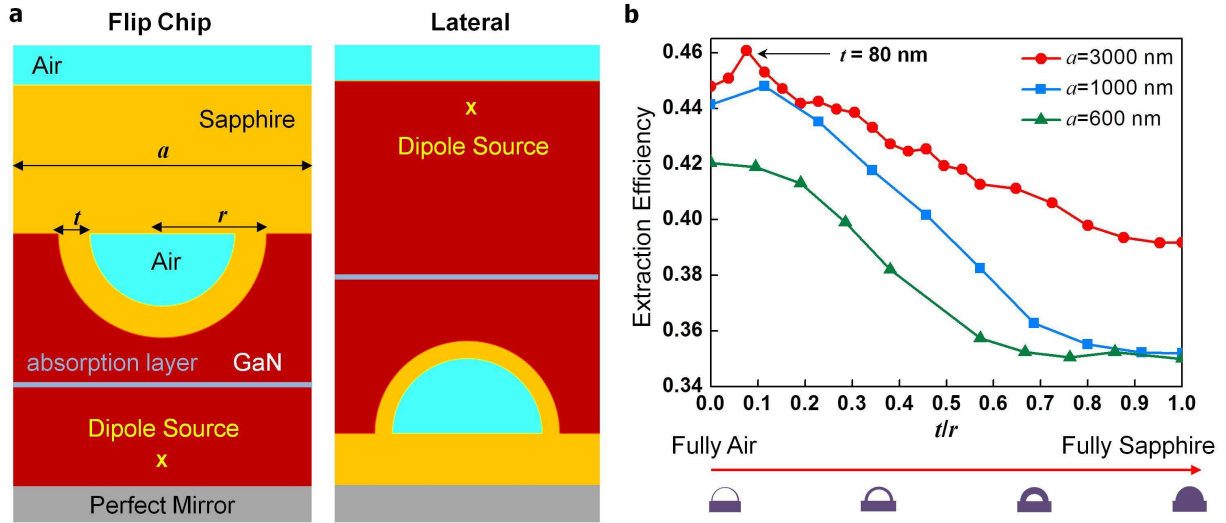 a
Flip Chip
Lateral
Air
Sapphire
a
t
r
Air
absorption layer
GaN
Dipole Source
x
Perfect Mirror
x
Dipole Source
b
Extraction Efficiency
0.46
0.44
0.42
0.40
0.38
0.36
0.34
t = 80 nm
a=3000 nm
a=1000 nm
a=600 nm
0.0 0.1 0.2 0.3 0.4 0.5 0.6 0.7 0.8 0.9 1.0
t/r
Fully Air
Fully Sapphire